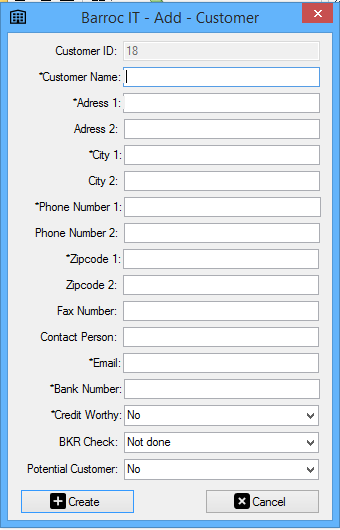 Barroc IT - Add - Customer
Customer ID: 18
*Customer Name:
*Adress 1:
Adress 2:
*City 1:
City 2:
*Phone Number 1:
Phone Number 2:
*Zipcode 1:
Zipcode 2:
Fax Number:
Contact Person:
*Email:
*Bank Number:
*Credit Worthy: No
BKR Check: Not done
Potential Customer: No
Create Cancel